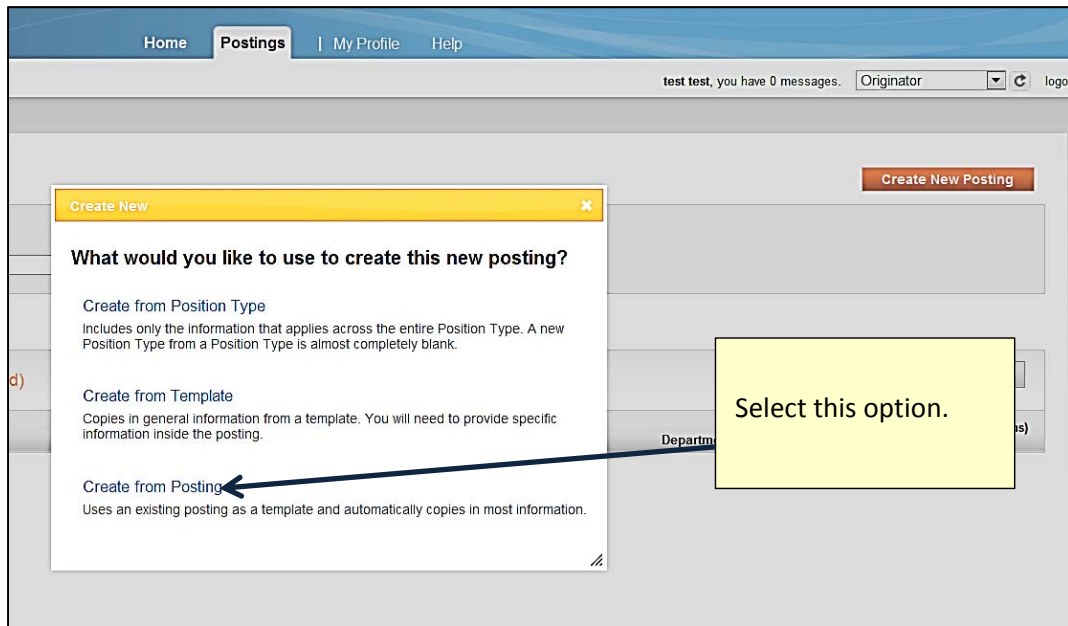 Home Postings | My Profile Help
test test, you have 0 messages. Originator logo
Create New Posting
Create New
What would you like to use to create this new posting?
Create from Position Type
Includes only the information that applies across the entire Position Type. A new
Position Type from a Position Type is almost completely blank.
d)
Create from Template
Copies in general information from a template. You will need to provide specific
information inside the posting.
Select this option.
Departme
s)
Create from Posting
Uses an existing posting as a template and automatically copies in most information.